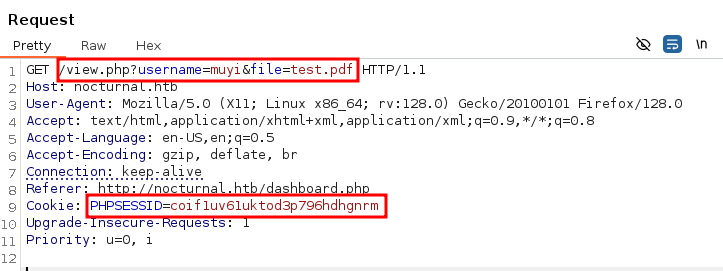 Request
Pretty Raw Hex
\n
1 GET /view.php?username=muyi&file=test.pdf HTTP/1.1
2 Host: nocturnal.htb
3 User-Agent: Mozilla/5.0 (X11; Linux x86_64; rv:128.0) Gecko/20100101 Firefox/128.0
4 Accept: text/html,application/xhtml+xml,application/xml;q=0.9,*/*;q=0.8
5 Accept-Language: en-US,en;q=0.5
6 Accept-Encoding: gzip, deflate, br
7 Connection: keep-alive
8 Referer: http://nocturnal.htb/dashboard.php
9 Cookie: PHPSESSID=coif1uv61uktod3p796hdhgnrm
10 Upgrade-Insecure-Requests: 1
11 Priority: u=0, i
12